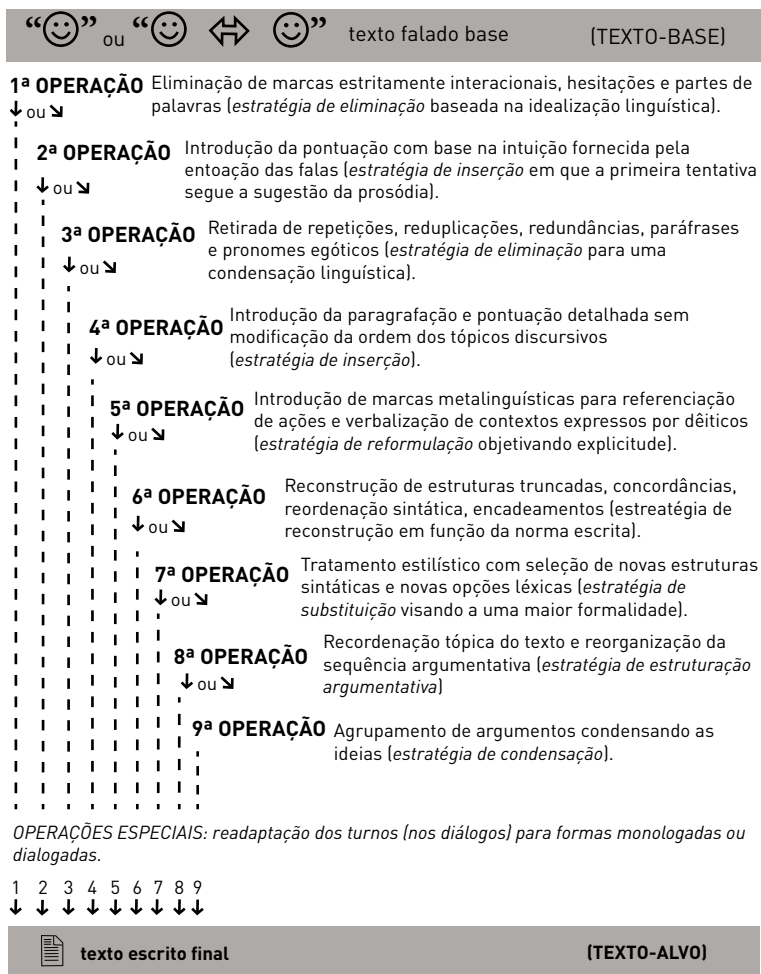 “☺” ou “☺ ⇔ ☺” texto falado base (TEXTO-BASE)
1ª OPERAÇÃO Eliminação de marcas estritamente interacionais, hesitações e partes de
↓ ou ↘ palavras (estratégia de eliminação baseada na idealização linguística).
2ª OPERAÇÃO Introdução da pontuação com base na intuição fornecida pela
entoação das falas (estratégia de inserção em que a primeira tentativa
↓ ou ↘ segue a sugestão da prosódia).
3ª OPERAÇÃO Retirada de repetições, reduplicações, redundâncias, paráfrases
e pronomes egóticos (estratégia de eliminação para uma
↓ ou ↘ condensação linguística).
4ª OPERAÇÃO Introdução da paragrafação e pontuação detalhada sem
modificação da ordem dos tópicos discursivos
↓ ou ↘ (estratégia de inserção).
5ª OPERAÇÃO Introdução de marcas metalinguísticas para referenciação
de ações e verbalização de contextos expressos por dêiticos
↓ ou ↘ (estratégia de reformulação objetivando explicitude).
6ª OPERAÇÃO Reconstrução de estruturas truncadas, concordâncias,
reordenação sintática, encadeamentos (estreatégia de
↓ ou ↘ reconstrução em função da norma escrita).
7ª OPERAÇÃO Tratamento estilístico com seleção de novas estruturas
sintáticas e novas opções léxicas (estratégia de
↓ ou ↘ substituição visando a uma maior formalidade).
8ª OPERAÇÃO Recordenação tópica do texto e reorganização da
sequência argumentativa (estratégia de estruturação
↓ ou ↘ argumentativa)
9ª OPERAÇÃO Agrupamento de argumentos condensando as
ideias (estratégia de condensação).
OPERAÇÕES ESPECIAIS: readaptação dos turnos (nos diálogos) para formas monologadas ou
dialogadas.
1 2 3 4 5 6 7 8 9
↓ ↓ ↓ ↓ ↓ ↓ ↓ ↓ ↓
texto escrito final (TEXTO-ALVO)